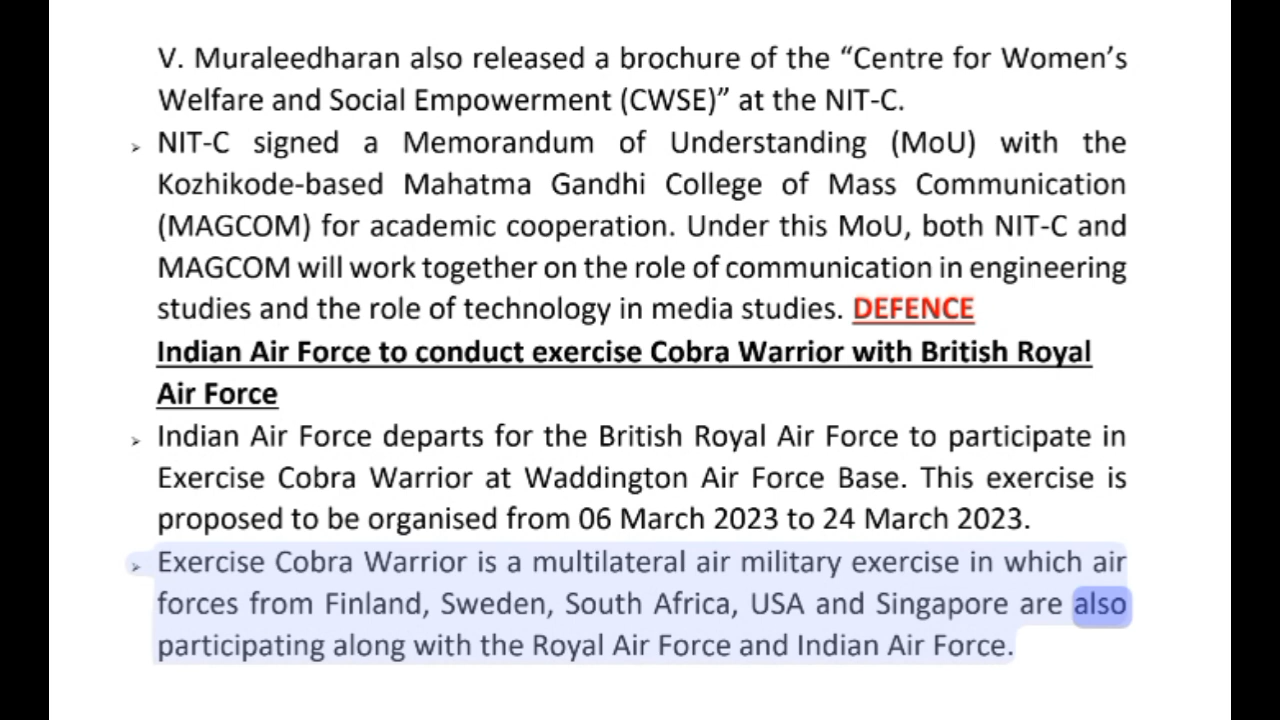 V. Muraleedharan also released a brochure of the “Centre for Women’s
Welfare and Social Empowerment (CWSE)” at the NIT-C.
➢ NIT-C signed a Memorandum of Understanding (MoU) with the
Kozhikode-based Mahatma Gandhi College of Mass Communication
(MAGCOM) for academic cooperation. Under this MoU, both NIT-C and
MAGCOM will work together on the role of communication in engineering
studies and the role of technology in media studies. DEFENCE
Indian Air Force to conduct exercise Cobra Warrior with British Royal
Air Force
➢ Indian Air Force departs for the British Royal Air Force to participate in
Exercise Cobra Warrior at Waddington Air Force Base. This exercise is
proposed to be organised from 06 March 2023 to 24 March 2023.
➢ Exercise Cobra Warrior is a multilateral air military exercise in which air
forces from Finland, Sweden, South Africa, USA and Singapore are also
participating along with the Royal Air Force and Indian Air Force.